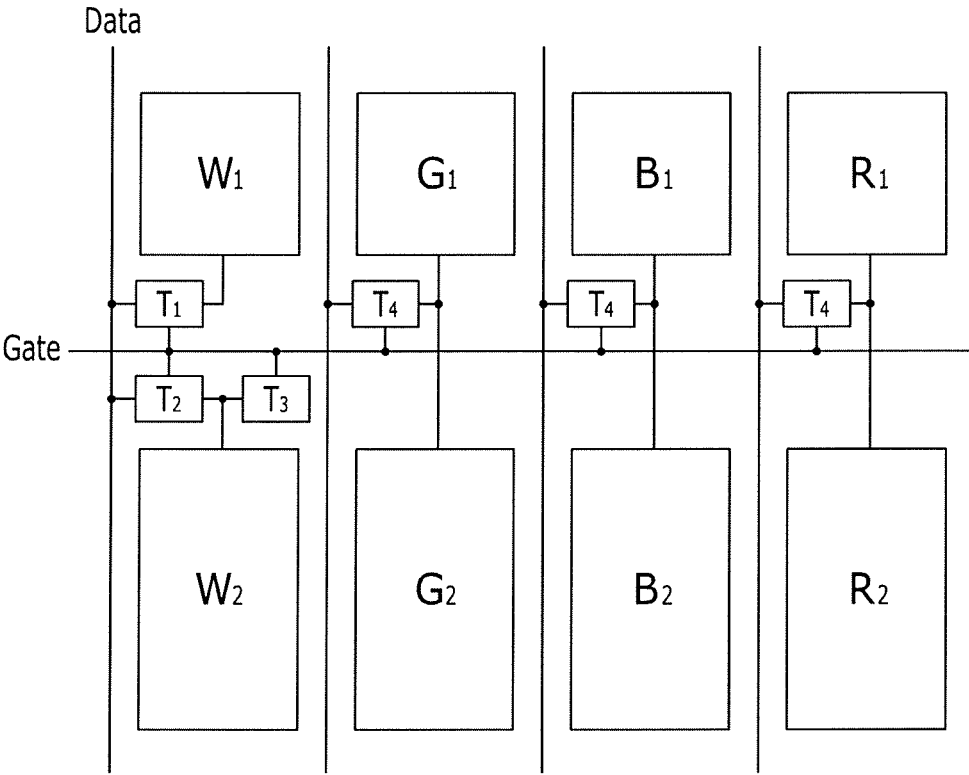 Data
W₁ G₁ B₁ R₁
T₁ T₄ T₄ T₄
Gate
T₂ T₃
W₂ G₂ B₂ R₂